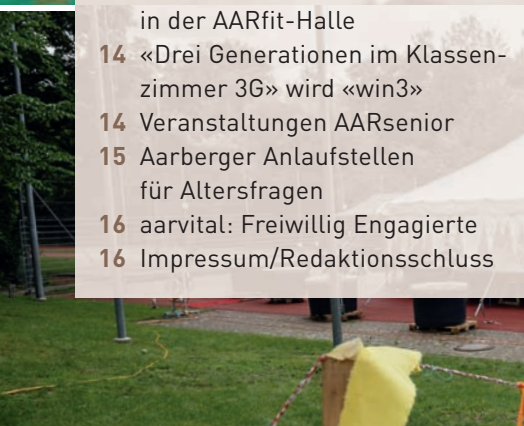 in der AARfit-Halle
14 «Drei Generationen im Klassen-
zimmer 3G» wird «win3»
14 Veranstaltungen AARsenior
15 Aarberger Anlaufstellen
für Altersfragen
16 aarvital: Freiwillig Engagierte
16 Impressum/Redaktionsschluss